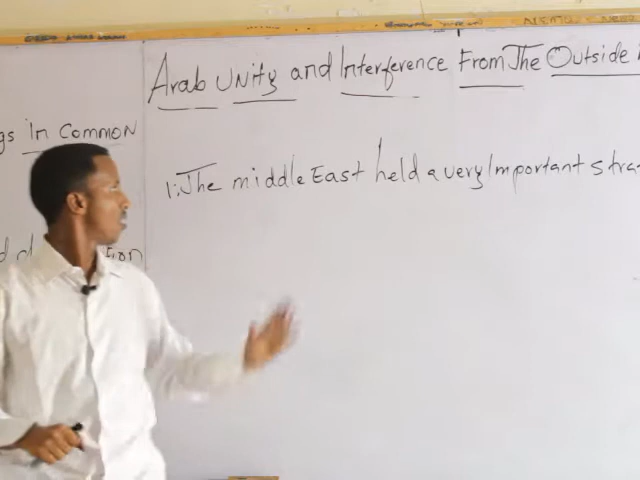 Arab Unity and Interference From The Outside
1: The middle East held a very Important stra
gs In Common